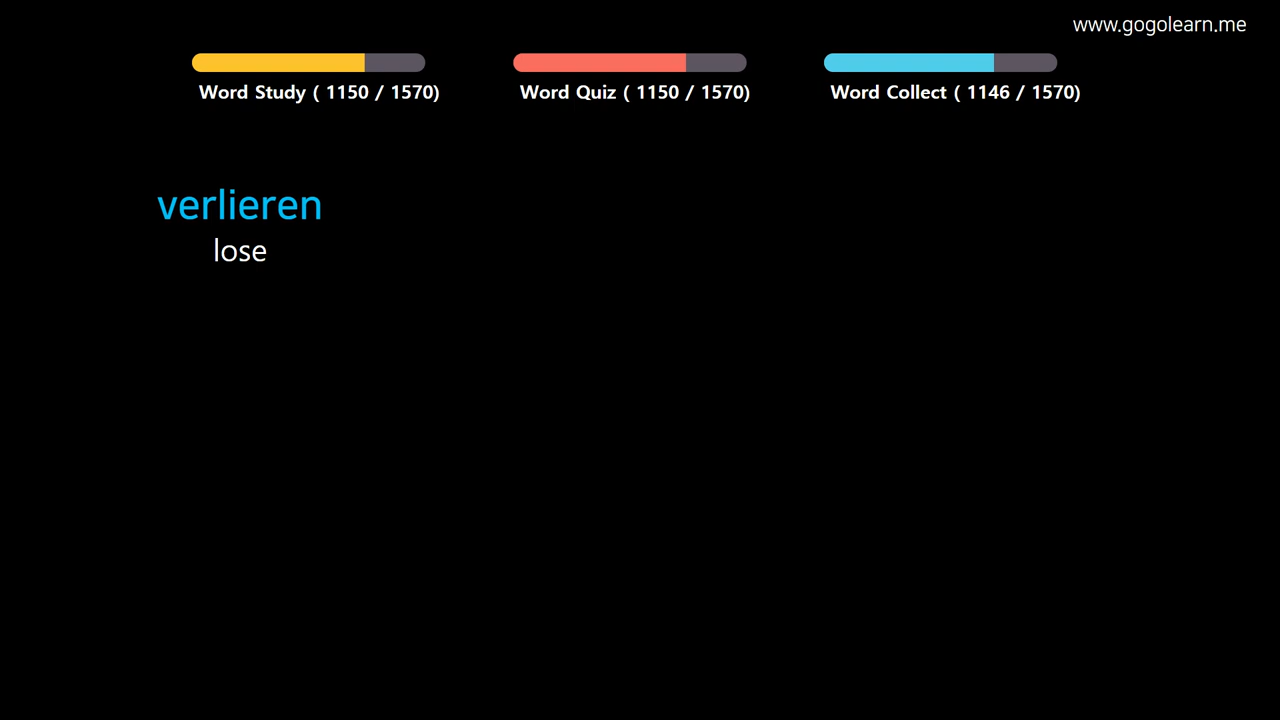 www.gogolearn.me
Word Study ( 1150 / 1570)
Word Quiz ( 1150 / 1570)
Word Collect ( 1146 / 1570)
verlieren
lose